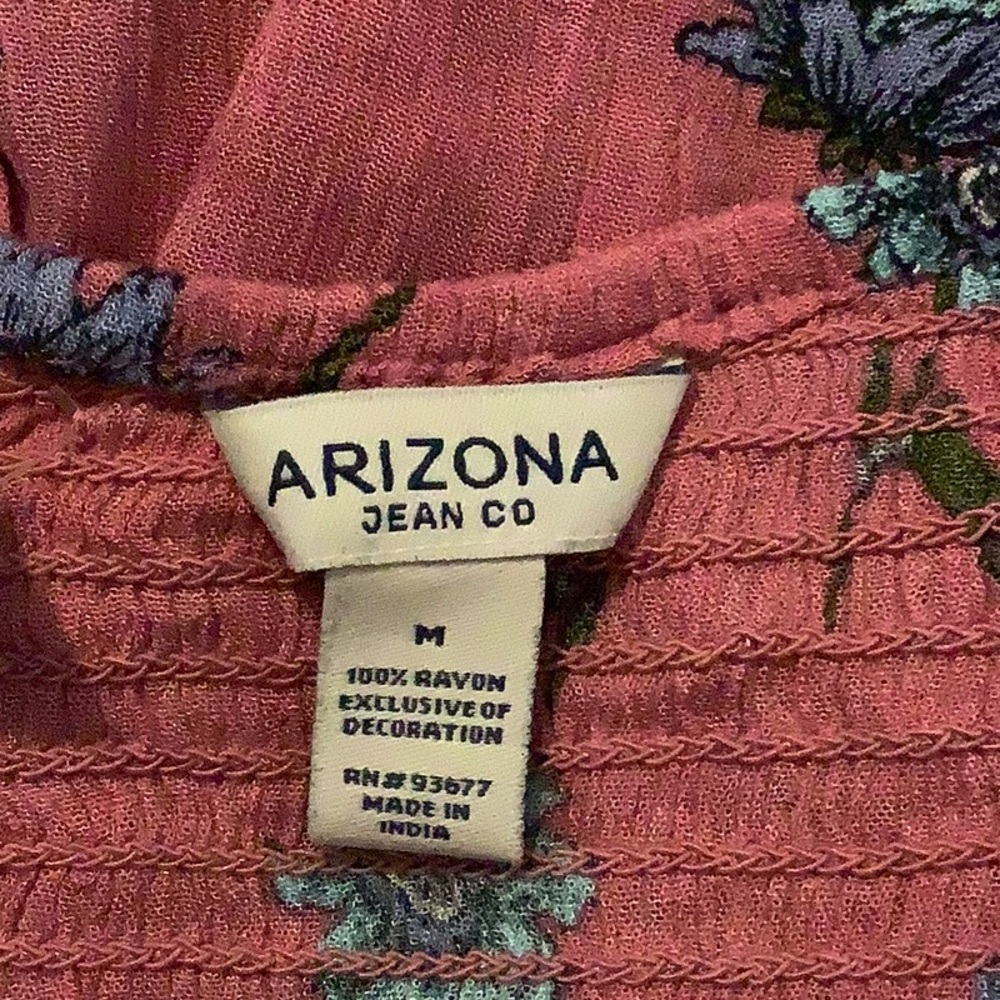 ARIZONA
JEAN CO
M
100% RAYON
EXCLUSIVE OF
DECORATION
RN# 93677
MADE IN
INDIA